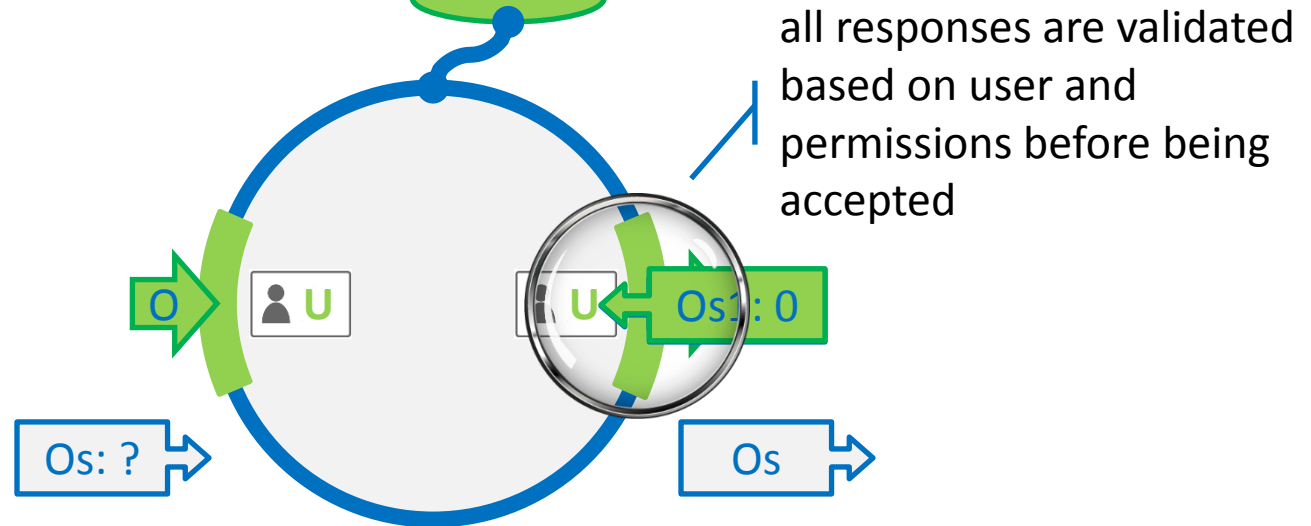 all responses are validated
based on user and
permissions before being
accepted
O
U
U
Os1: 0
Os: ?
Os